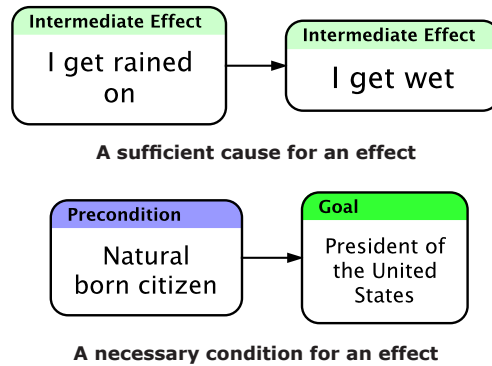 Intermediate Effect
I get rained
on
Intermediate Effect
I get wet
A sufficient cause for an effect
Precondition
Natural
born citizen
Goal
President of
the United
States
A necessary condition for an effect